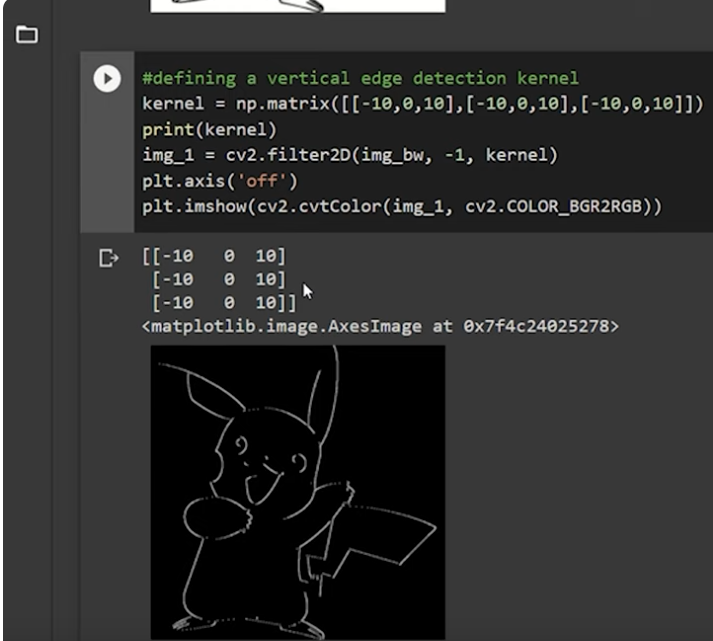 #defining a vertical edge detection kernel
kernel = np.matrix([[-10,0,10],[-10,0,10],[-10,0,10]])
print(kernel)
img_1 = cv2.filter2D(img_bw, -1, kernel)
plt.axis('off')
plt.imshow(cv2.cvtColor(img_1, cv2.COLOR_BGR2RGB))
[[-10   0  10]
 [-10   0  10]
 [-10   0  10]]
<matplotlib.image.AxesImage at 0x7f4c24025278>